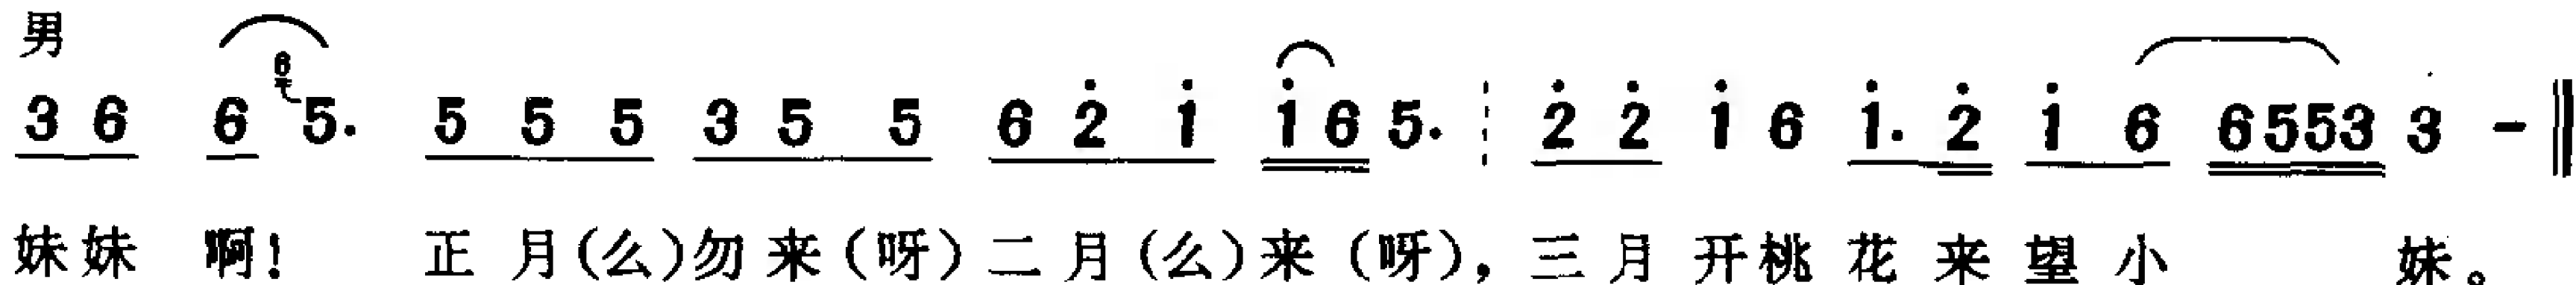 男
3 6 6 6 5. 5 5 5 3 5 5 6 2 1 1 6 5. 2 2 1 6 1. 2 1 6 6553 3 -
妹妹 啊! 正月(么)勿来(呀)二月(么)来(呀),三月开桃花来望小妹。